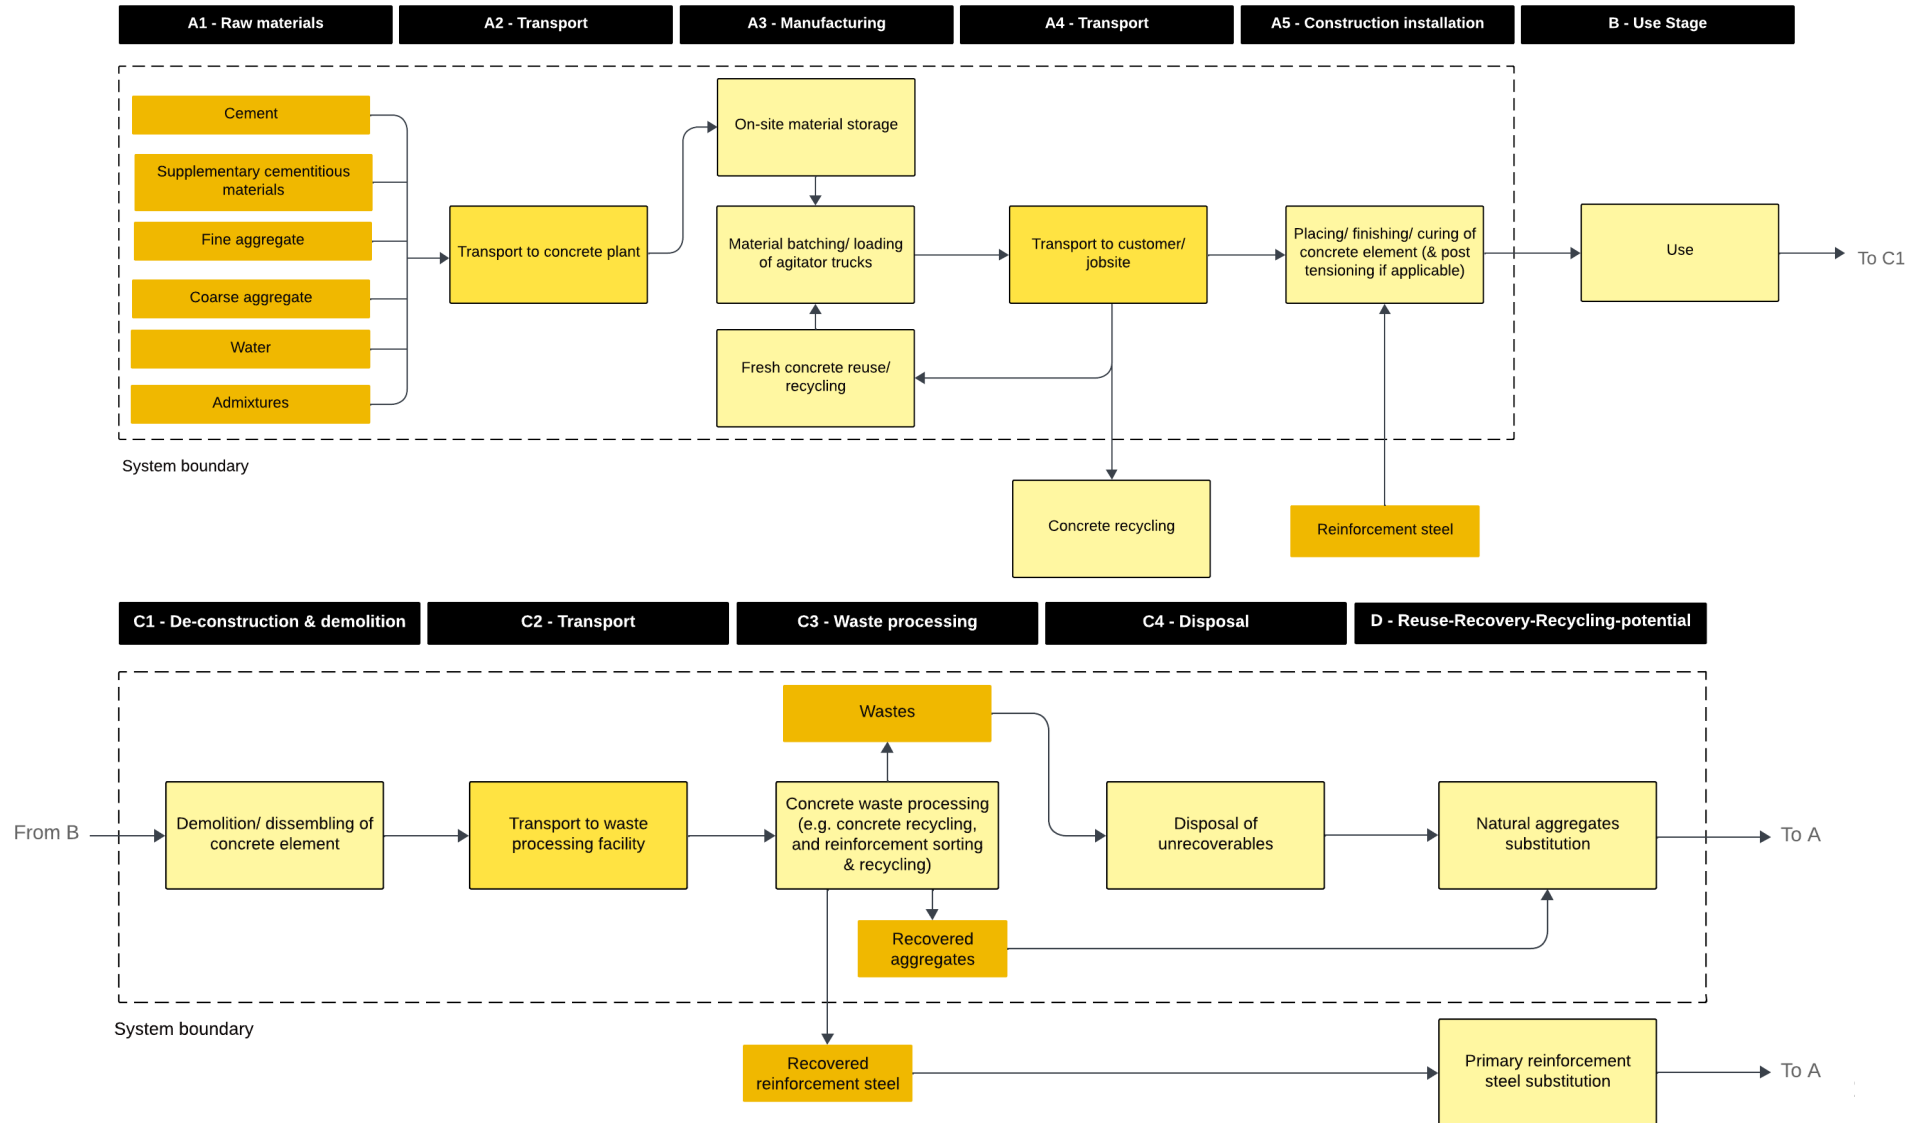 A1 - Raw materials
A2 - Transport
A3 - Manufacturing
A4 - Transport
A5 - Construction installation
B - Use Stage
Cement
Supplementary cementitious
materials
Fine aggregate
Coarse aggregate
Water
Admixtures
Transport to concrete plant
On-site material storage
Material batching/ loading
of agitator trucks
Fresh concrete reuse/
recycling
Transport to customer/
jobsite
Placing/ finishing/ curing of
concrete element (& post
tensioning if applicable)
Use
To C1
System boundary
Concrete recycling
Reinforcement steel
C1 - De-construction & demolition
C2 - Transport
C3 - Waste processing
C4 - Disposal
D - Reuse-Recovery-Recycling-potential
From B
Demolition/ dissembling of
concrete element
Transport to waste
processing facility
Wastes
Concrete waste processing
(e.g. concrete recycling,
and reinforcement sorting
& recycling)
Recovered
aggregates
Disposal of
unrecoverables
Natural aggregates
substitution
To A
System boundary
Recovered
reinforcement steel
Primary reinforcement
steel substitution
To A